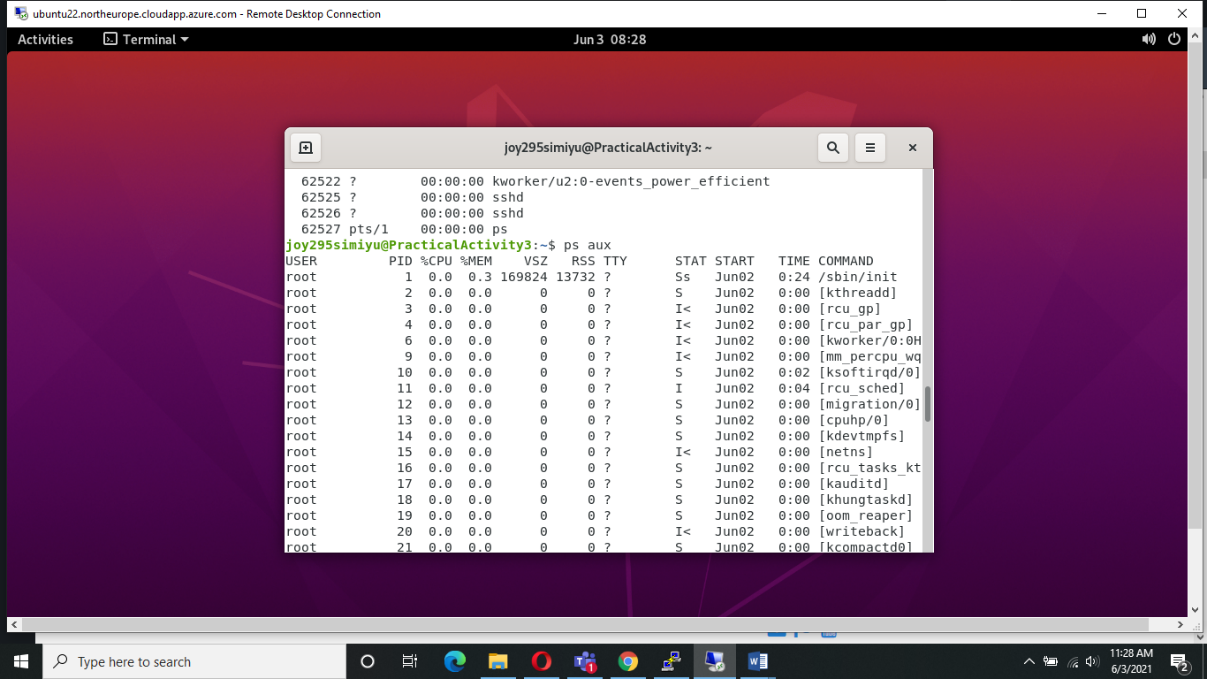 ubuntu22.northeurope.cloudapp.azure.com - Remote Desktop Connection
Activities Terminal Jun 3 08:28
joy295simiyu@PracticalActivity3: ~
62522 ? 00:00:00 kworker/u2:0-events_power_efficient
62525 ? 00:00:00 sshd
62526 ? 00:00:00 sshd
62527 pts/1 00:00:00 ps
joy295simiyu@PracticalActivity3:~$ ps aux
USER PID %CPU %MEM VSZ RSS TTY STAT START TIME COMMAND
root 1 0.0 0.3 169824 13732 ? Ss Jun02 0:24 /sbin/init
root 2 0.0 0.0 0 0 ? S Jun02 0:00 [kthreadd]
root 3 0.0 0.0 0 0 ? I< Jun02 0:00 [rcu_gp]
root 4 0.0 0.0 0 0 ? I< Jun02 0:00 [rcu_par_gp]
root 6 0.0 0.0 0 0 ? I< Jun02 0:00 [kworker/0:0H
root 9 0.0 0.0 0 0 ? I< Jun02 0:00 [mm_percpu_wq
root 10 0.0 0.0 0 0 ? S Jun02 0:02 [ksoftirqd/0]
root 11 0.0 0.0 0 0 ? I Jun02 0:04 [rcu_sched]
root 12 0.0 0.0 0 0 ? S Jun02 0:00 [migration/0]
root 13 0.0 0.0 0 0 ? S Jun02 0:00 [cpuhp/0]
root 14 0.0 0.0 0 0 ? S Jun02 0:00 [kdevtmpfs]
root 15 0.0 0.0 0 0 ? I< Jun02 0:00 [netns]
root 16 0.0 0.0 0 0 ? S Jun02 0:00 [rcu_tasks_kt
root 17 0.0 0.0 0 0 ? S Jun02 0:00 [kauditd]
root 18 0.0 0.0 0 0 ? S Jun02 0:00 [khungtaskd]
root 19 0.0 0.0 0 0 ? S Jun02 0:00 [oom_reaper]
root 20 0.0 0.0 0 0 ? I< Jun02 0:00 [writeback]
root 21 0.0 0.0 0 0 ? S Jun02 0:00 [kcompactd0]
Type here to search
1
11:28 AM
6/3/2021
2